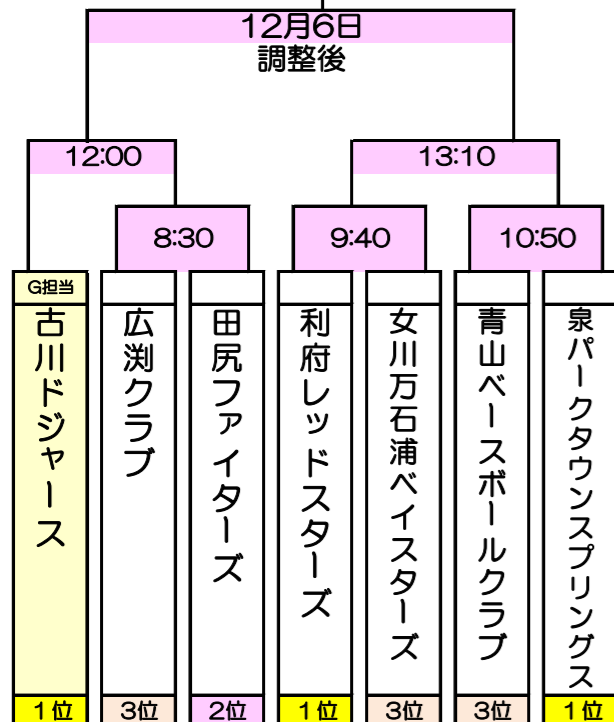 12月6日
調整後
12:00
13:10
8:30
9:40
10:50
G担当
古川ドジャース
広渕クラブ
田尻ファイターズ
利府レッドスターズ
女川万石浦ベイスターズ
青山ベースボールクラブ
泉パークタウンスプリングス
1位
3位
2位
1位
3位
3位
1位